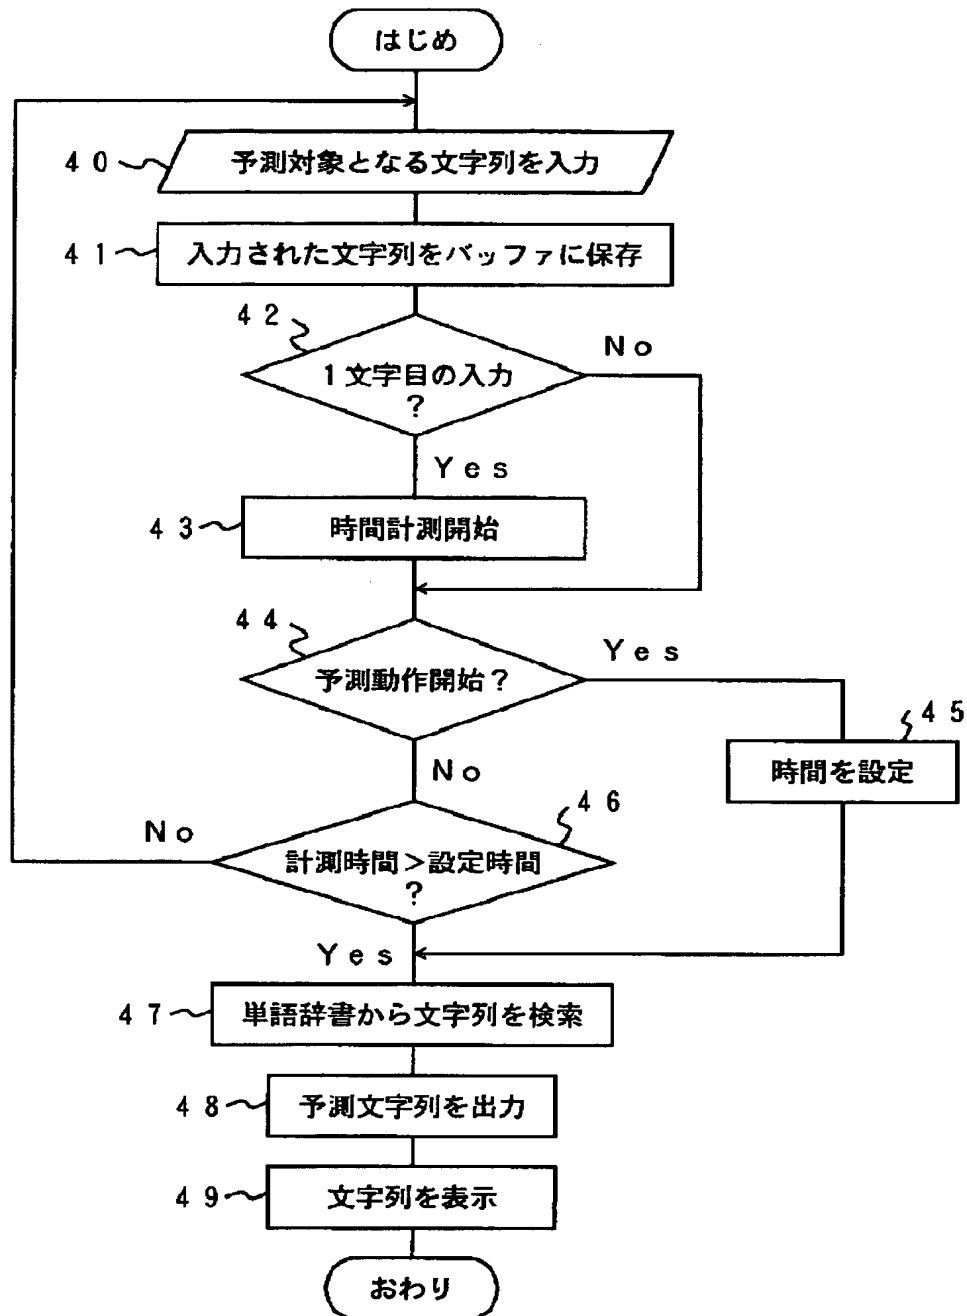 はじめ
40
予測対象となる文字列を入力
41
入力された文字列をバッファに保存
42
1文字目の入力
?
No
Yes
43
時間計測開始
44
予測動作開始?
Yes
45
時間を設定
No
46
計測時間>設定時間
?
No
Yes
47
単語辞書から文字列を検索
48
予測文字列を出力
49
文字列を表示
おわり